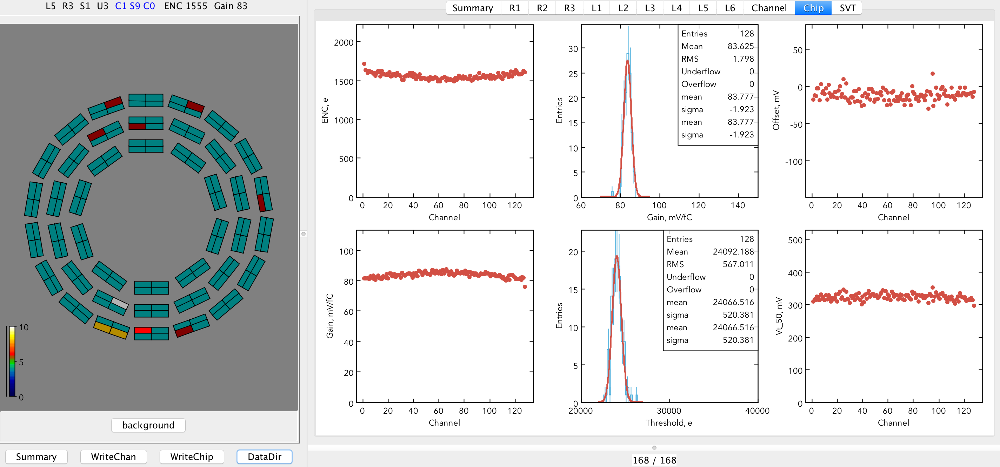 L5 R3 S1 U3 C1 S9 C0 ENC 1555 Gain 83
10
5
0
background
Summary WriteChan WriteChip DataDir
Summary R1 R2 R3 L1 L2 L3 L4 L5 L6 Channel Chip SVT
2000
1500
1000
500
0
ENC, e
0 20 40 60 80 100 120
Channel
30
25
20
15
10
5
0
Entries
60 80 100 120 140
Gain, mV/fC
Entries 128
Mean 83.625
RMS 1.798
Underflow 0
Overflow 0
mean 83.777
sigma -1.923
mean 83.777
sigma -1.923
50
0
-50
-100
Offset, mV
0 20 40 60 80 100 120
Channel
100
80
60
40
20
0
Gain, mV/fC
0 20 40 60 80 100 120
Channel
20
15
10
5
0
Entries
20000 30000 40000
Threshold, e
Entries 128
Mean 24092.188
RMS 567.011
Underflow 0
Overflow 0
mean 24066.516
sigma 520.381
mean 24066.516
sigma 520.381
500
400
300
200
100
0
Vt_50, mV
0 20 40 60 80 100 120
Channel
168 / 168